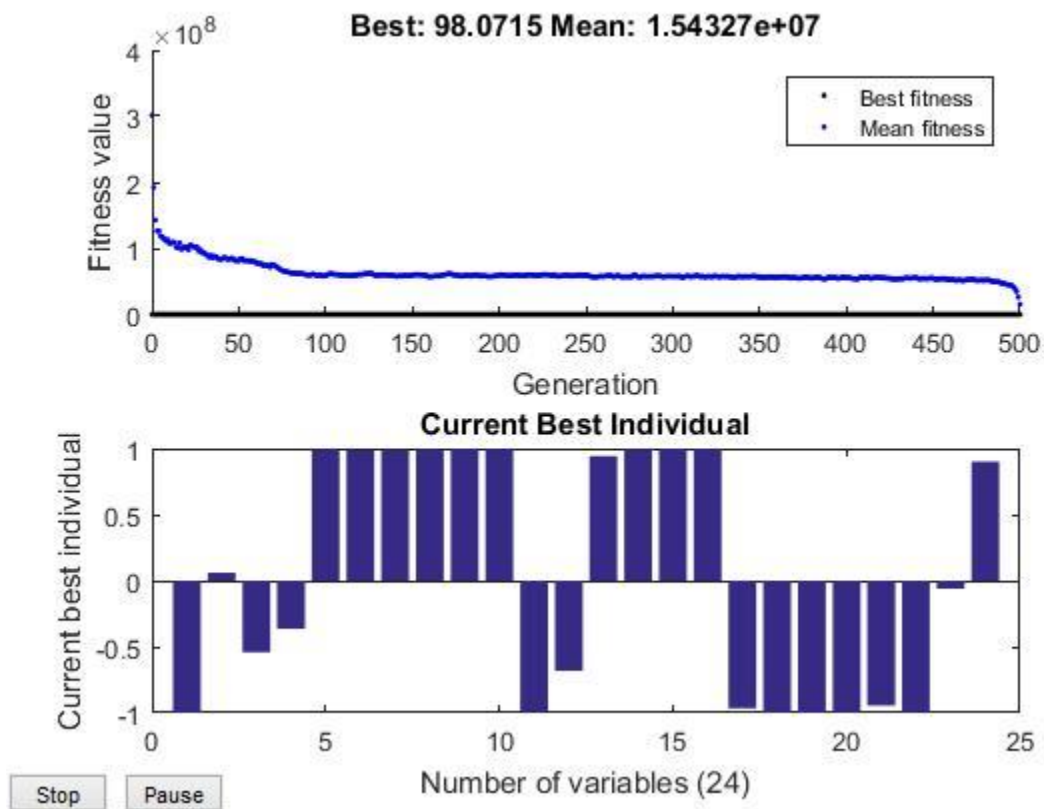 Best: 98.0715 Mean: 1.54327e+07
×10^8
4
3
2
1
0
Fitness value
Best fitness
Mean fitness
0 50 100 150 200 250 300 350 400 450 500
Generation
Current Best Individual
1
0.5
0
-0.5
-1
Current best individual
0 5 10 15 20 25
Number of variables (24)
Stop Pause